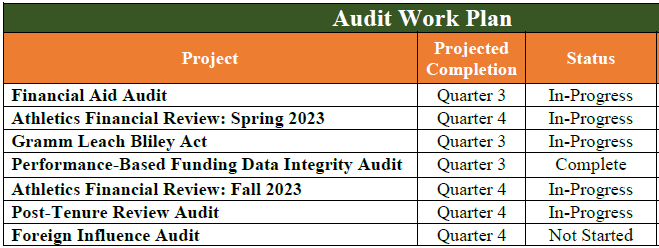 Audit Work Plan
Project Projected Completion Status
Financial Aid Audit Quarter 3 In-Progress
Athletics Financial Review: Spring 2023 Quarter 4 In-Progress
Gramm Leach Bliley Act Quarter 3 In-Progress
Performance-Based Funding Data Integrity Audit Quarter 3 Complete
Athletics Financial Review: Fall 2023 Quarter 4 In-Progress
Post-Tenure Review Audit Quarter 4 In-Progress
Foreign Influence Audit Quarter 4 Not Started